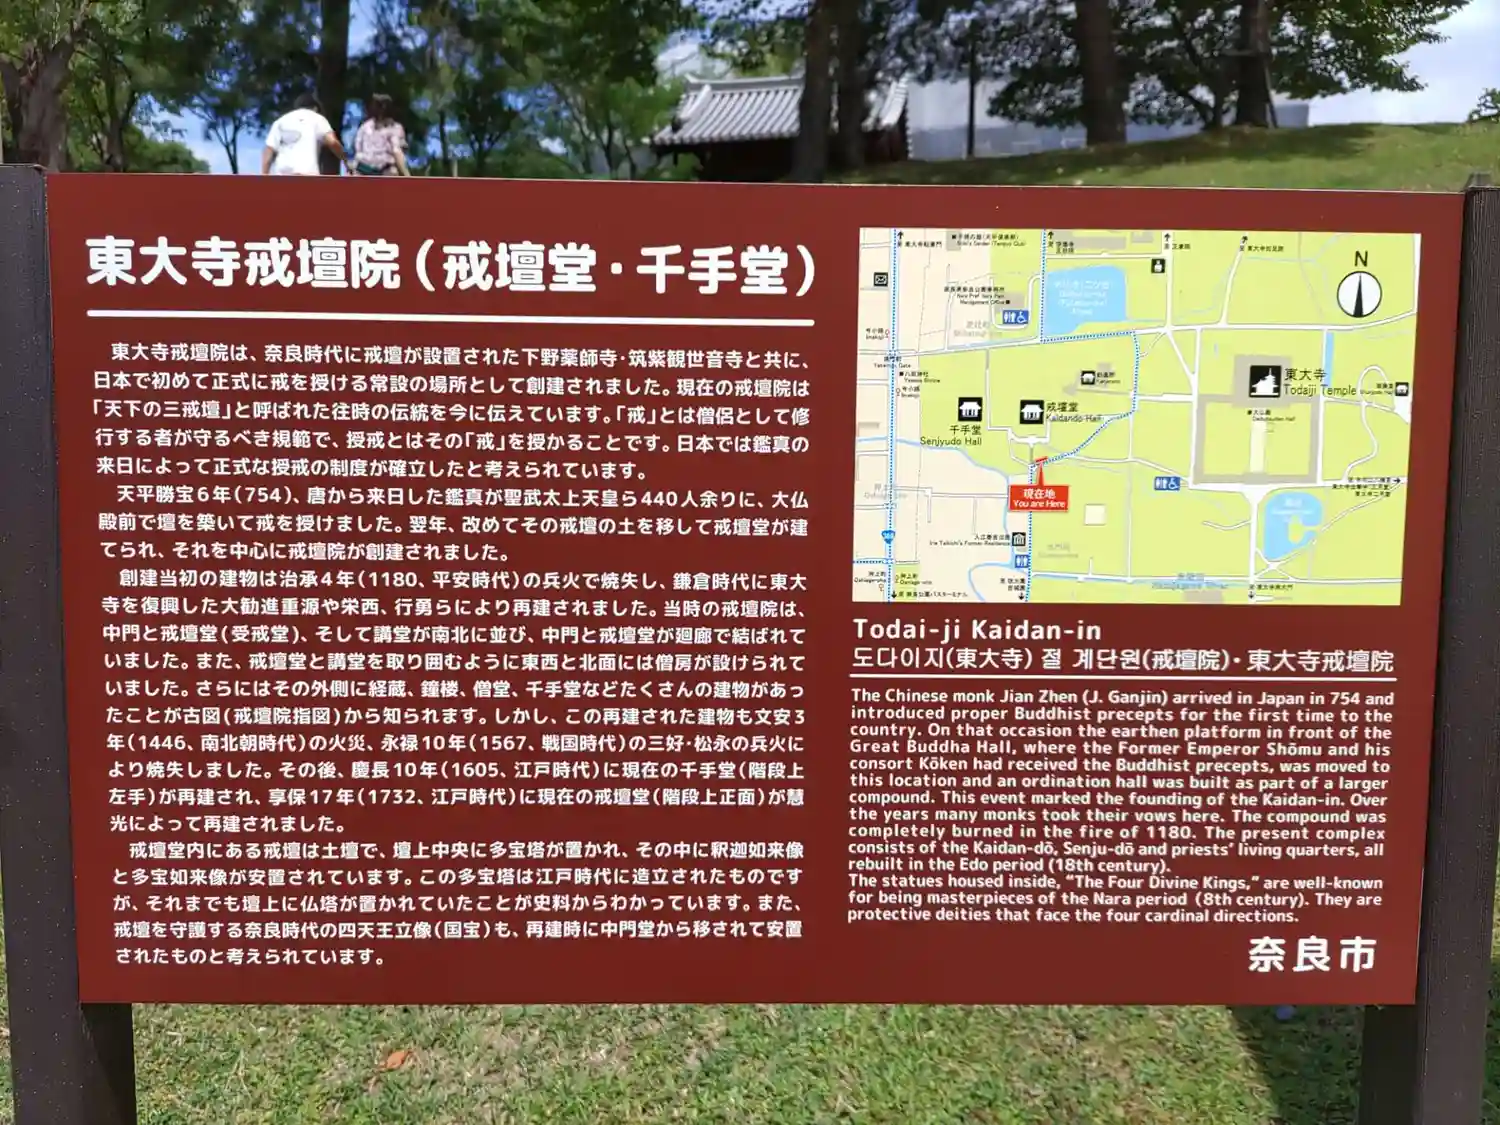 東大寺戒壇院(戒壇堂・千手堂)
東大寺戒壇院は、奈良時代に戒壇が設置された下野薬師寺・筑紫観世音寺と共に、
日本で初めて正式に戒を授ける常設の場所として創建されました。現在の戒壇院は
「天下の三戒壇」と呼ばれた往時の伝統を今に伝えています。「戒」とは僧侶として修
行する者が守るべき規範で、授戒とはその「戒」を授かることです。日本では鑑真の
来日によって正式な授戒の制度が確立したと考えられています。
天平勝宝6年(754)、唐から来日した鑑真が聖武太上天皇ら440人余りに、大仏
殿前で壇を築いて戒を授けました。翌年、改めてその戒壇の土を移して戒壇堂が建
てられ、それを中心に戒壇院が創建されました。
創建当初の建物は治承4年(1180、平安時代)の兵火で焼失し、鎌倉時代に東大
寺を復興した大勧進重源や栄西、行勇らにより再建されました。当時の戒壇院は、
中門と戒壇堂(受戒堂)、そして講堂が南北に並び、中門と戒壇堂が廻廊で結ばれて
いました。また、戒壇堂と講堂を取り囲むように東西と北面には僧房が設けられて
いました。さらにはその外側に経蔵、鐘楼、僧堂、千手堂などたくさんの建物があっ
たことが古図(戒壇院指図)から知られます。しかし、この再建された建物も文安3
年(1446、南北朝時代)の火災、永禄10年(1567、戦国時代)の三好・松永の兵火に
より焼失しました。その後、慶長10年(1605、江戸時代)に現在の千手堂(階段上
左手)が再建され、享保17年(1732、江戸時代)に現在の戒壇堂(階段上正面)が慧
光によって再建されました。
戒壇堂内にある戒壇は土壇で、壇上中央に多宝塔が置かれ、その中に釈迦如来像
と多宝如来像が安置されています。この多宝塔は江戸時代に造立されたものです
が、それまでも壇上に仏塔が置かれていたことが史料からわかっています。また、
戒壇を守護する奈良時代の四天王立像(国宝)も、再建時に中門堂から移されて安置
されたものと考えられています。
N
東大寺
Todaiji Temple
戒壇堂
Kaidando Hall
千手堂
Senjyudo Hall
現在地
You are Here
369
Todai-ji Kaidan-in
도다이지(東大寺) 절 계단원(戒壇院)・東大寺戒壇院
The Chinese monk Jian Zhen (J. Ganjin) arrived in Japan in 754 and
introduced proper Buddhist precepts for the first time to the
country. On that occasion the earthen platform in front of the
Great Buddha Hall, where the Former Emperor Shōmu and his
consort Kōken had received the Buddhist precepts, was moved to
this location and an ordination hall was built as part of a larger
compound. This event marked the founding of the Kaidan-in. Over
the years many monks took their vows here. The compound was
completely burned in the fire of 1180. The present complex
consists of the Kaidan-dō, Senju-dō and priests' living quarters, all
rebuilt in the Edo period (18th century).
The statues housed inside, "The Four Divine Kings," are well-known
for being masterpieces of the Nara period (8th century). They are
protective deities that face the four cardinal directions.
奈良市